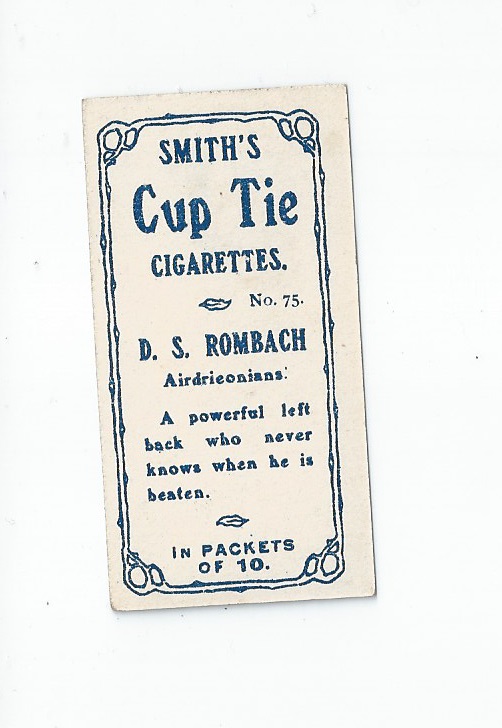 SMITH'S
Cup Tie
CIGARETTES.
No. 75.
D. S. ROMBACH
Airdrieonians.
A powerful left
back who never
knows when he is
beaten.
IN PACKETS
OF 10.